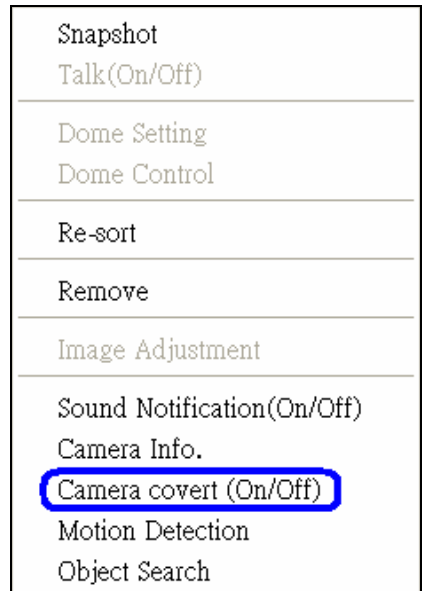 Snapshot
Talk(On/Off)
Dome Setting
Dome Control
Re-sort
Remove
Image Adjustment
Sound Notification(On/Off)
Camera Info.
Camera covert (On/Off)
Motion Detection
Object Search